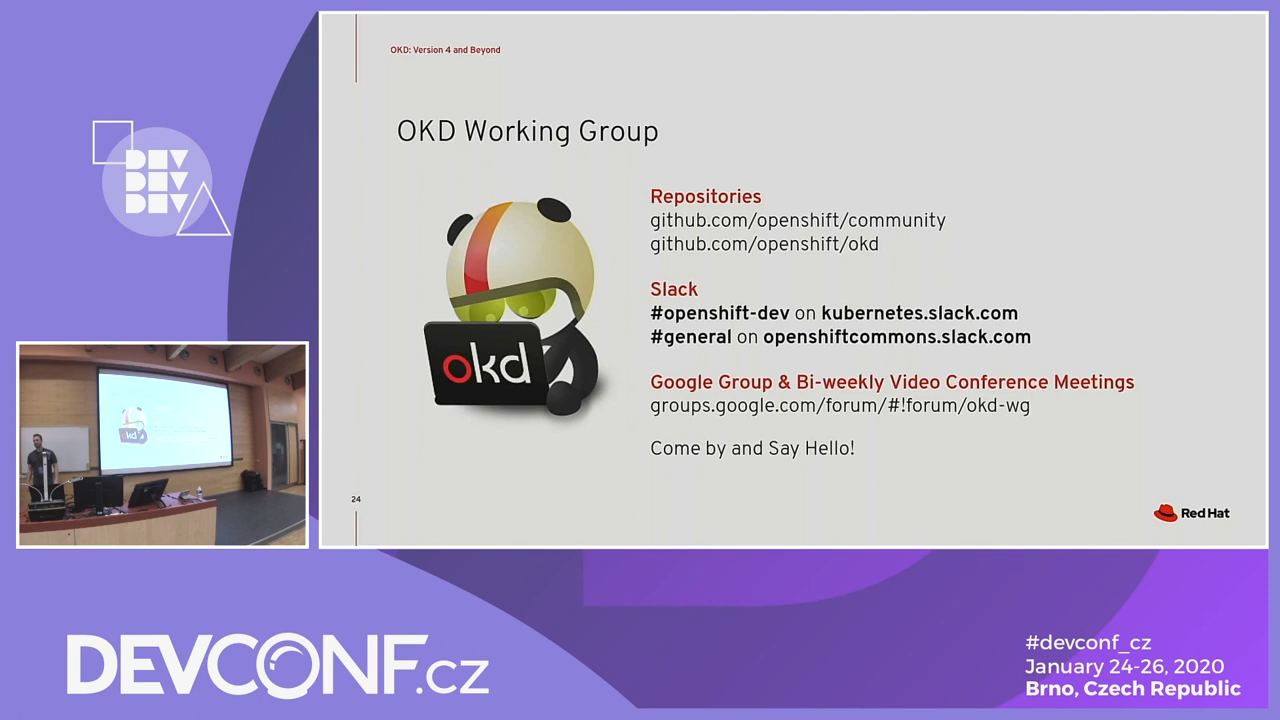 OKD: Version 4 and Beyond
DEV
DEV
DEV
OKD Working Group
Repositories
github.com/openshift/community
github.com/openshift/okd
Slack
#openshift-dev on kubernetes.slack.com
#general on openshiftcommons.slack.com
okd
Google Group & Bi-weekly Video Conference Meetings
groups.google.com/forum/#!forum/okd-wg
Come by and Say Hello!
okd
24
Red Hat
DEVCONF.cz
#devconf_cz
January 24-26, 2020
Brno, Czech Republic